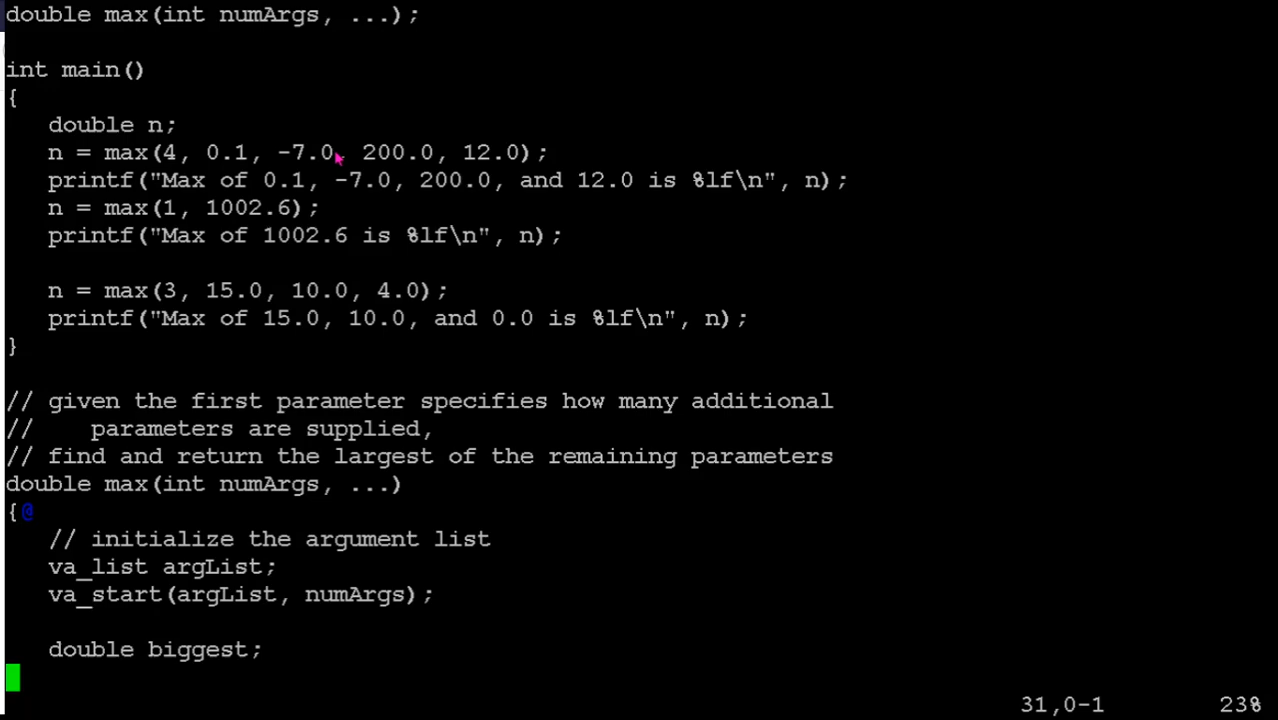 double max(int numArgs, ...);
int main()
{
double n;
n = max(4, 0.1, -7.0, 200.0, 12.0);
printf("Max of 0.1, -7.0, 200.0, and 12.0 is %lf\n", n);
n = max(1, 1002.6);
printf("Max of 1002.6 is %lf\n", n);
n = max(3, 15.0, 10.0, 4.0);
printf("Max of 15.0, 10.0, and 0.0 is %lf\n", n);
}
// given the first parameter specifies how many additional
//    parameters are supplied,
// find and return the largest of the remaining parameters
double max(int numArgs, ...)
{@
// initialize the argument list
va_list argList;
va_start(argList, numArgs);
double biggest;
31,0-1 23%